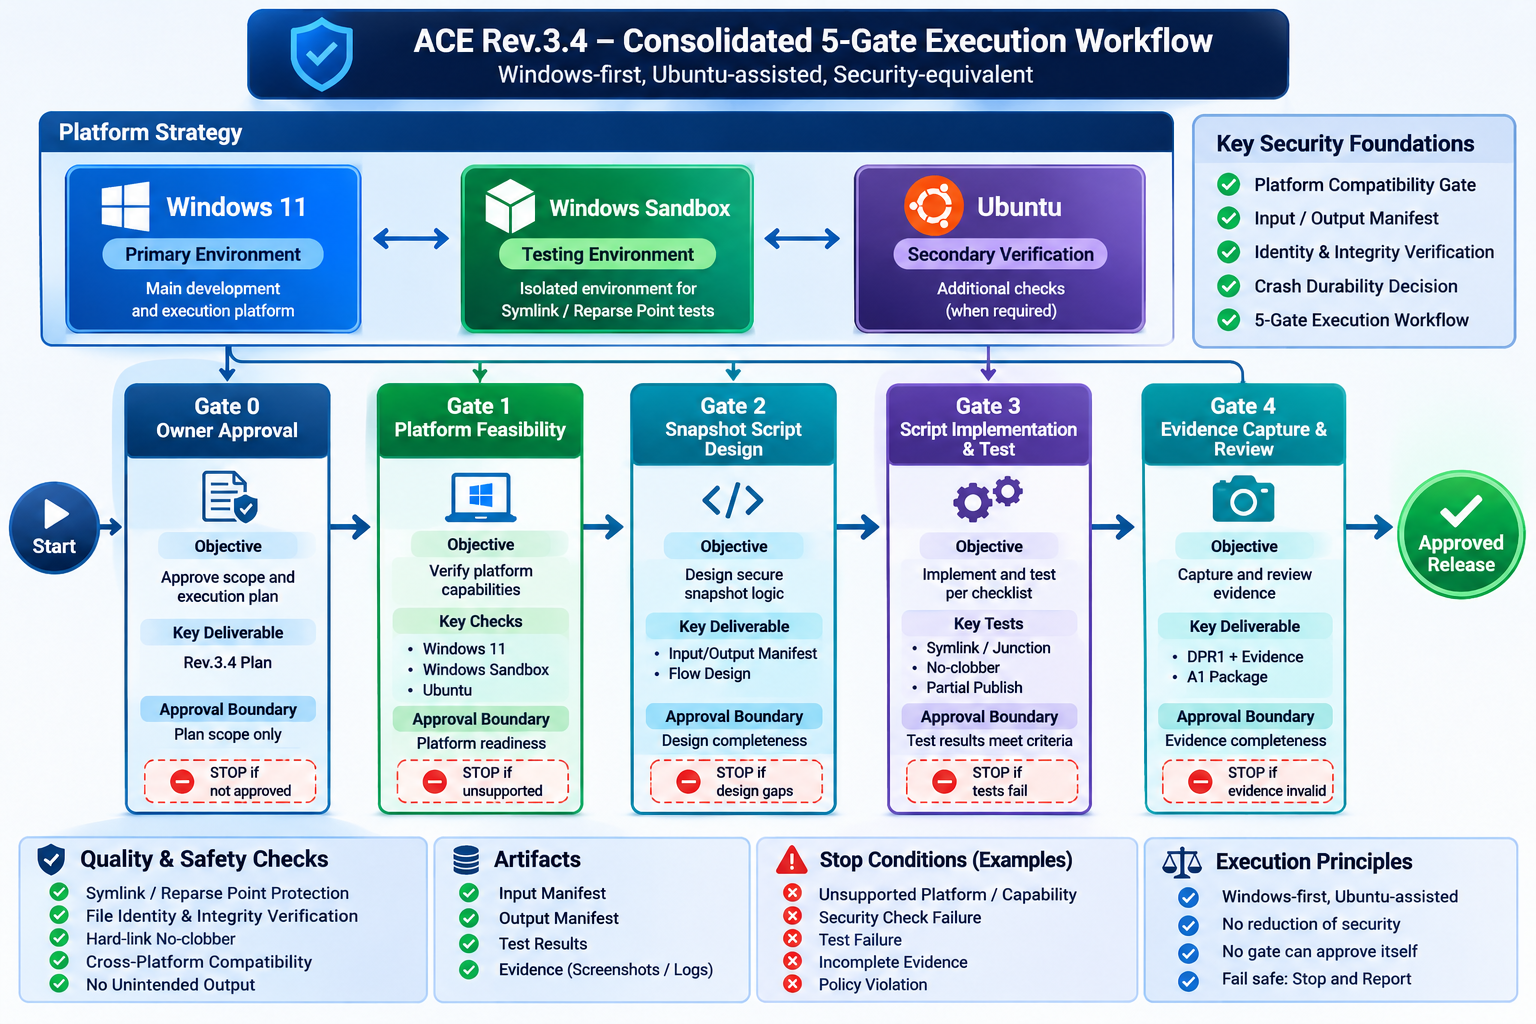 ACE Rev.3.4 – Consolidated 5-Gate Execution Workflow
Windows-first, Ubuntu-assisted, Security-equivalent
Platform Strategy
Windows 11
Primary Environment
Main development
and execution platform
Windows Sandbox
Testing Environment
Isolated environment for
Symlink / Reparse Point tests
Ubuntu
Secondary Verification
Additional checks
(when required)
Key Security Foundations
Platform Compatibility Gate
Input / Output Manifest
Identity & Integrity Verification
Crash Durability Decision
5-Gate Execution Workflow
Start
Gate 0
Owner Approval
Objective
Approve scope and
execution plan
Key Deliverable
Rev.3.4 Plan
Approval Boundary
Plan scope only
STOP if
not approved
Gate 1
Platform Feasibility
Objective
Verify platform
capabilities
Key Checks
• Windows 11
• Windows Sandbox
• Ubuntu
Approval Boundary
Platform readiness
STOP if
unsupported
Gate 2
Snapshot Script
Design
Objective
Design secure
snapshot logic
Key Deliverable
• Input/Output Manifest
• Flow Design
Approval Boundary
Design completeness
STOP if
design gaps
Gate 3
Script Implementation
& Test
Objective
Implement and test
per checklist
Key Tests
• Symlink / Junction
• No-clobber
• Partial Publish
Approval Boundary
Test results meet criteria
STOP if
tests fail
Gate 4
Evidence Capture &
Review
Objective
Capture and review
evidence
Key Deliverable
• DPR1 + Evidence
• A1 Package
Approval Boundary
Evidence completeness
STOP if
evidence invalid
Approved
Release
Quality & Safety Checks
Symlink / Reparse Point Protection
File Identity & Integrity Verification
Hard-link No-clobber
Cross-Platform Compatibility
No Unintended Output
Artifacts
Input Manifest
Output Manifest
Test Results
Evidence (Screenshots / Logs)
Stop Conditions (Examples)
Unsupported Platform / Capability
Security Check Failure
Test Failure
Incomplete Evidence
Policy Violation
Execution Principles
Windows-first, Ubuntu-assisted
No reduction of security
No gate can approve itself
Fail safe: Stop and Report